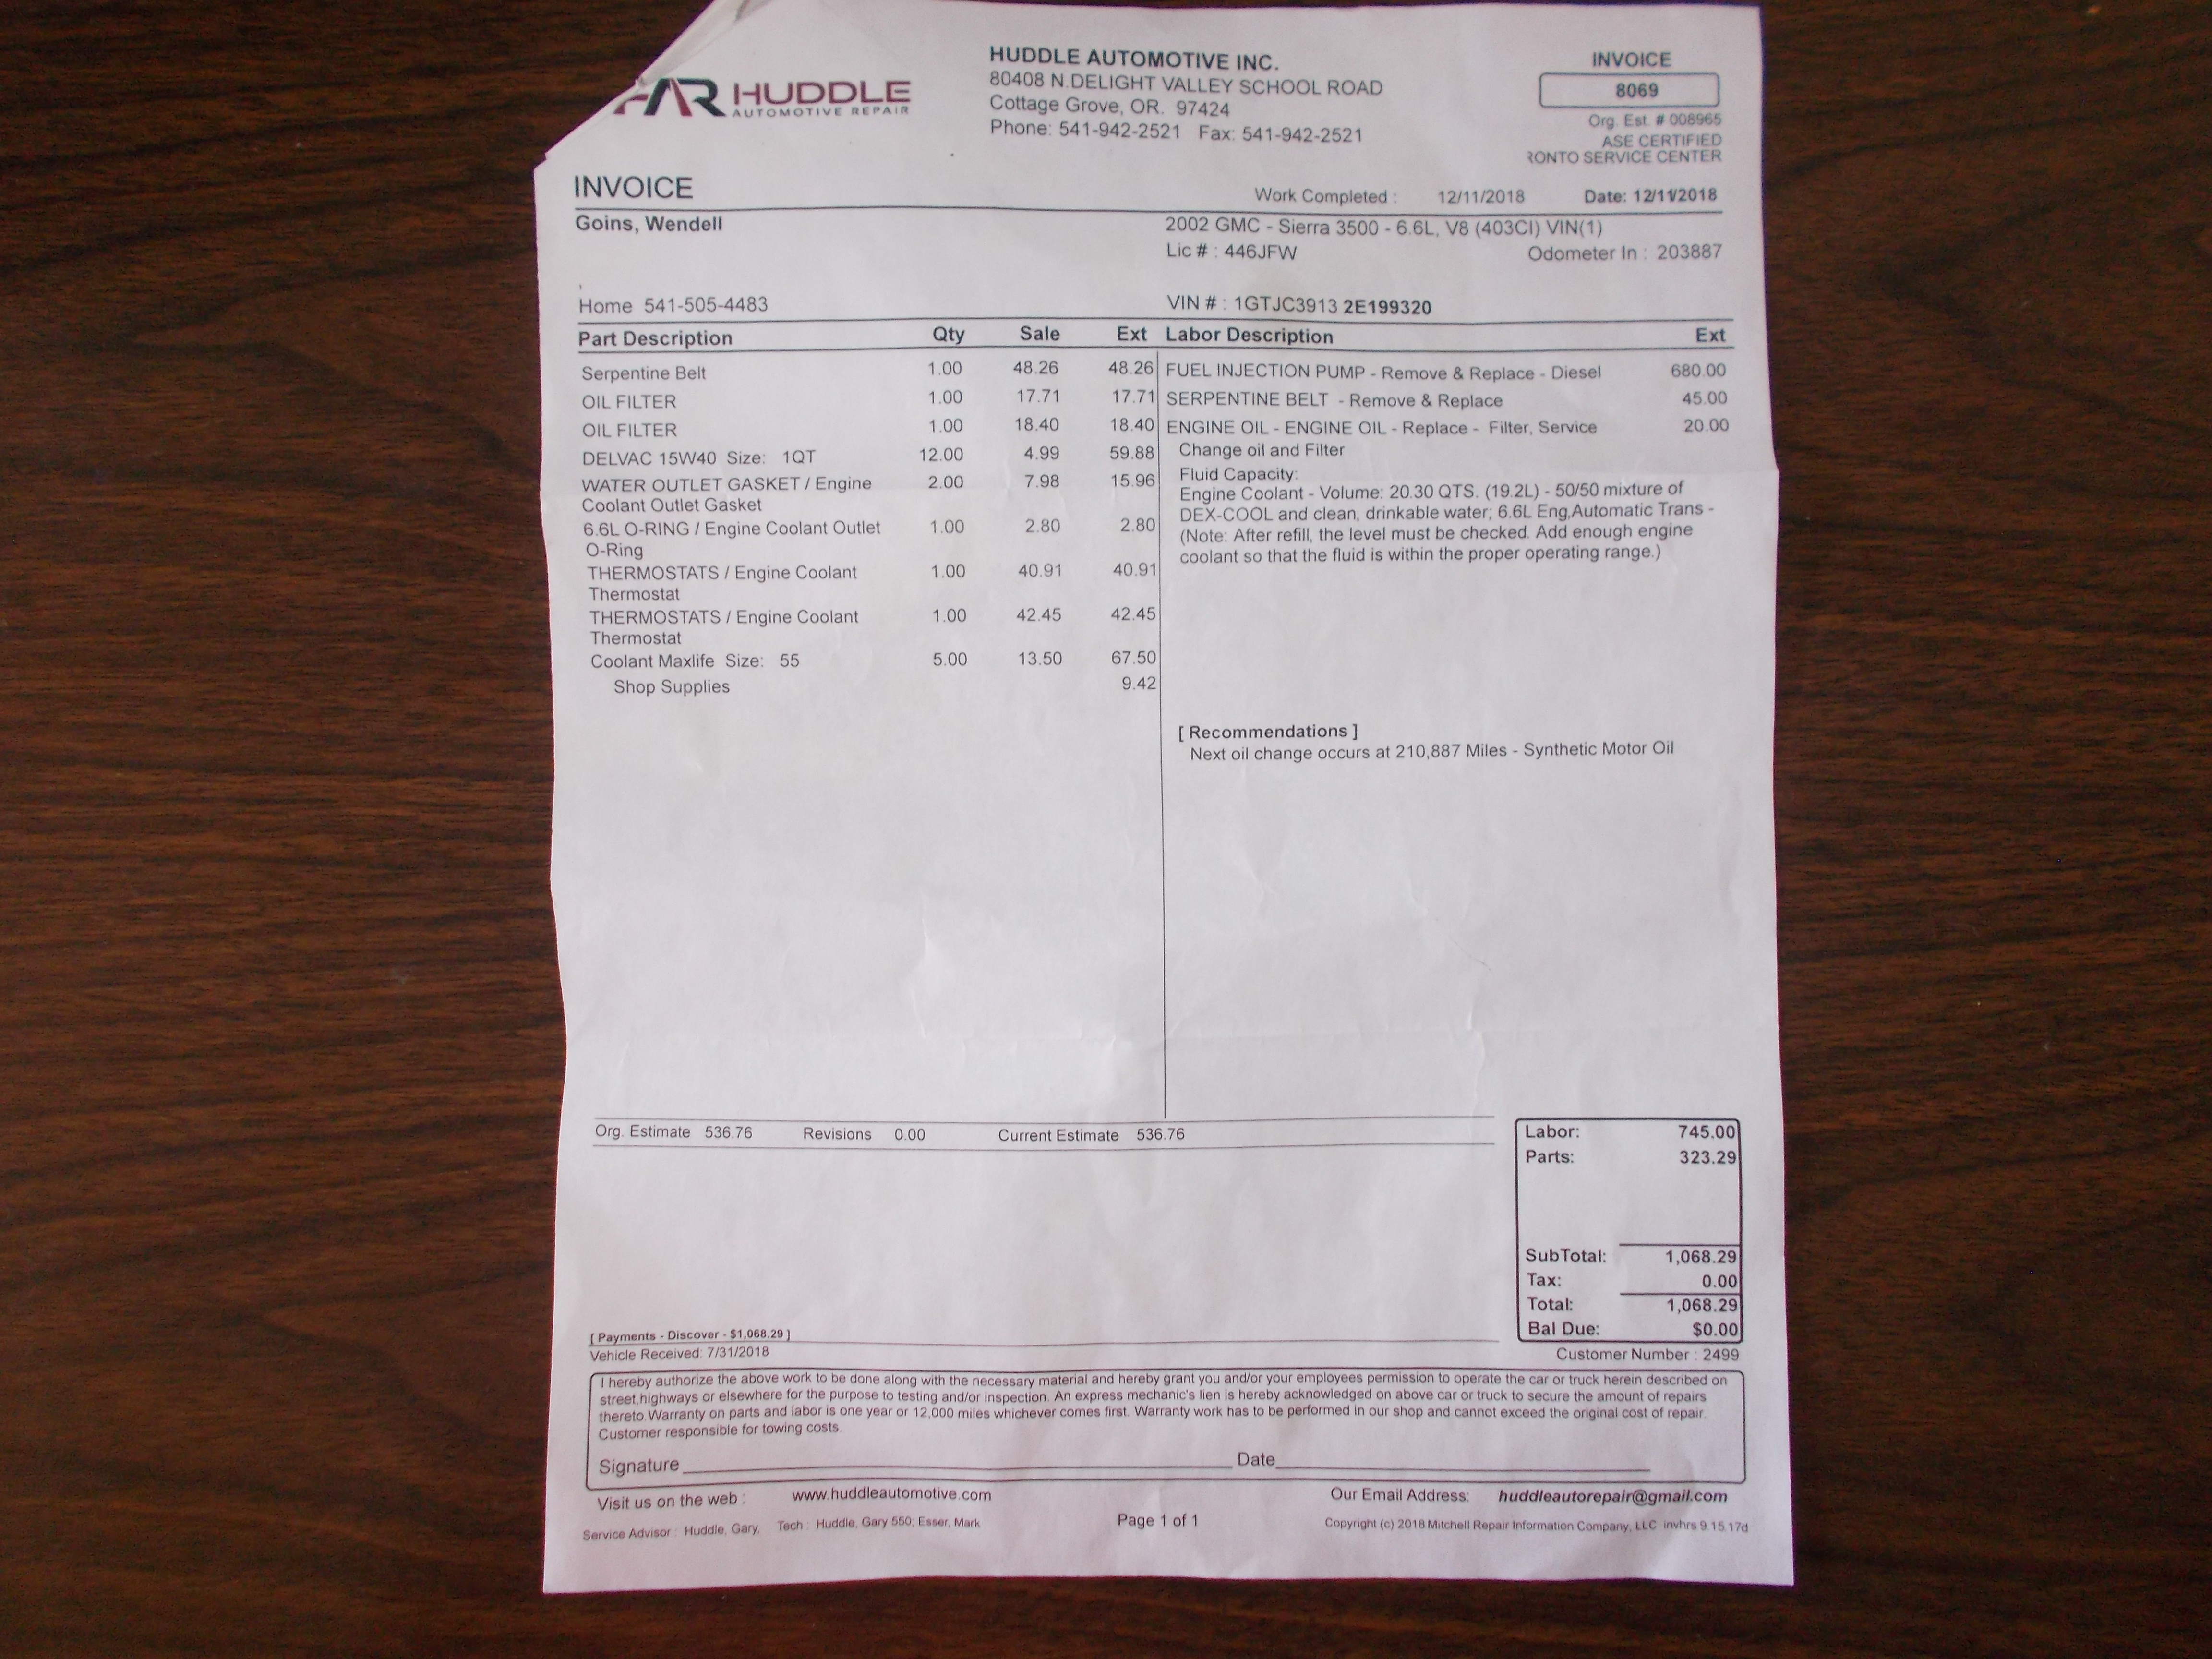 HUDDLE
AUTOMOTIVE REPAIR
HUDDLE AUTOMOTIVE INC.
80408 N.DELIGHT VALLEY SCHOOL ROAD
Cottage Grove, OR. 97424
Phone: 541-942-2521 Fax: 541-942-2521
INVOICE
8069
Org. Est. # 008965
ASE CERTIFIED
RONTO SERVICE CENTER
INVOICE
Work Completed : 12/11/2018 Date: 12/11/2018
Goins, Wendell
2002 GMC - Sierra 3500 - 6.6L, V8 (403CI) VIN(1)
Lic # : 446JFW Odometer In : 203887
Home 541-505-4483
VIN # : 1GTJC3913 2E199320
Part Description Qty Sale Ext
Serpentine Belt 1.00 48.26 48.26
OIL FILTER 1.00 17.71 17.71
OIL FILTER 1.00 18.40 18.40
DELVAC 15W40 Size: 1QT 12.00 4.99 59.88
WATER OUTLET GASKET / Engine 2.00 7.98 15.96
Coolant Outlet Gasket
6.6L O-RING / Engine Coolant Outlet 1.00 2.80 2.80
O-Ring
THERMOSTATS / Engine Coolant 1.00 40.91 40.91
Thermostat
THERMOSTATS / Engine Coolant 1.00 42.45 42.45
Thermostat
Coolant Maxlife Size: 55 5.00 13.50 67.50
Shop Supplies 9.42
Labor Description Ext
FUEL INJECTION PUMP - Remove & Replace - Diesel 680.00
SERPENTINE BELT - Remove & Replace 45.00
ENGINE OIL - ENGINE OIL - Replace - Filter, Service 20.00
Change oil and Filter
Fluid Capacity:
Engine Coolant - Volume: 20.30 QTS. (19.2L) - 50/50 mixture of
DEX-COOL and clean, drinkable water; 6.6L Eng,Automatic Trans -
(Note: After refill, the level must be checked. Add enough engine
coolant so that the fluid is within the proper operating range.)
[ Recommendations ]
Next oil change occurs at 210,887 Miles - Synthetic Motor Oil
Org. Estimate 536.76 Revisions 0.00 Current Estimate 536.76
Labor: 745.00
Parts: 323.29
SubTotal: 1,068.29
Tax: 0.00
Total: 1,068.29
Bal Due: $0.00
[ Payments - Discover - $1,068.29 ]
Vehicle Received: 7/31/2018
Customer Number : 2499
I hereby authorize the above work to be done along with the necessary material and hereby grant you and/or your employees permission to operate the car or truck herein described on
street,highways or elsewhere for the purpose to testing and/or inspection. An express mechanic's lien is hereby acknowledged on above car or truck to secure the amount of repairs
thereto.Warranty on parts and labor is one year or 12,000 miles whichever comes first. Warranty work has to be performed in our shop and cannot exceed the original cost of repair.
Customer responsible for towing costs.
Signature Date
Visit us on the web : www.huddleautomotive.com Our Email Address: huddleautorepair@gmail.com
Service Advisor : Huddle, Gary, Tech : Huddle, Gary 550; Esser, Mark Page 1 of 1 Copyright (c) 2018 Mitchell Repair Information Company, LLC invhrs 9.15.17d